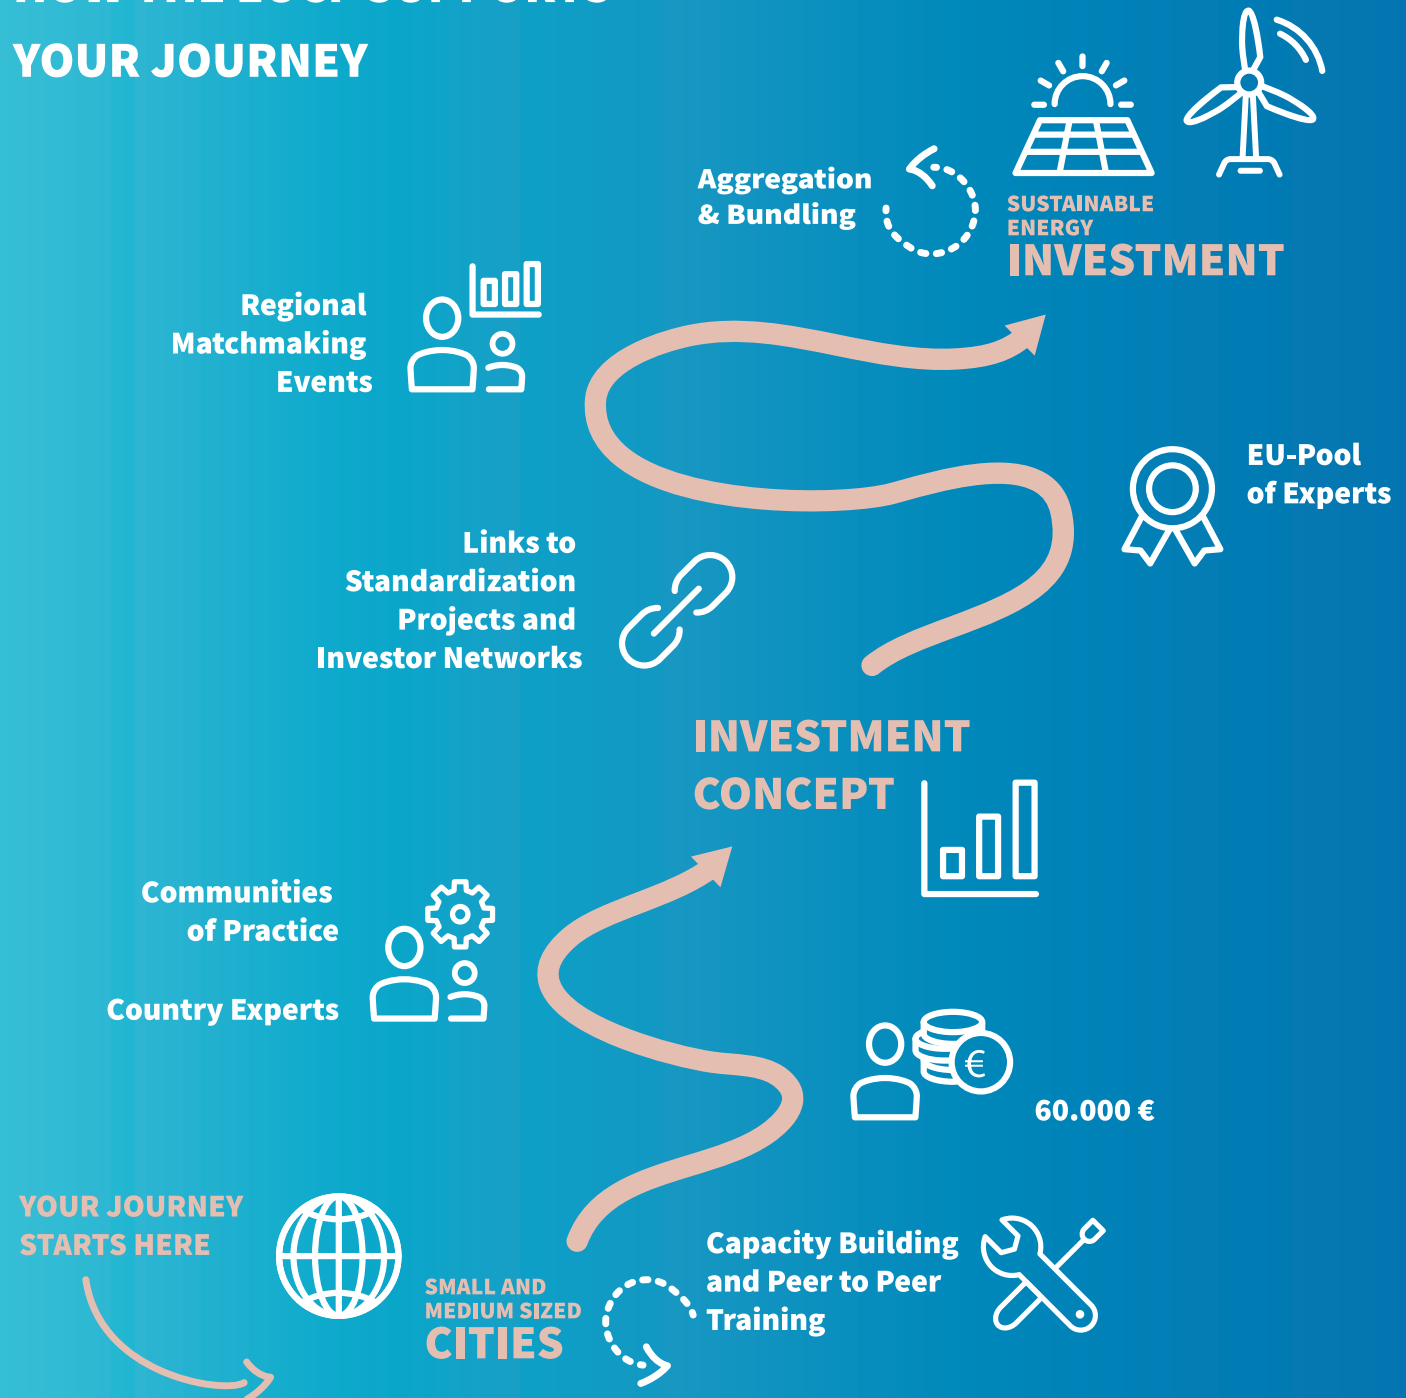 YOUR JOURNEY
Aggregation
& Bundling
SUSTAINABLE
ENERGY
INVESTMENT
Regional
Matchmaking
Events
EU-Pool
of Experts
Links to
Standardization
Projects and
Investor Networks
INVESTMENT
CONCEPT
Communities
of Practice
Country Experts
€
60.000 €
YOUR JOURNEY
STARTS HERE
SMALL AND
MEDIUM SIZED
CITIES
Capacity Building
and Peer to Peer
Training